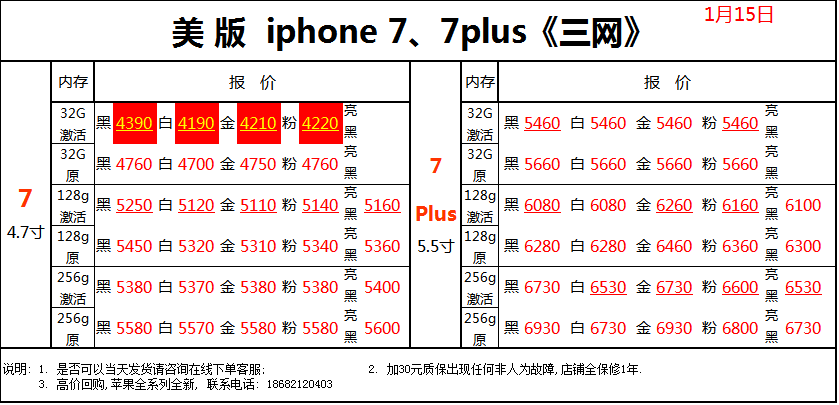 美版 iphone 7、7plus《三网》 1月15日
内存 报价 内存 报价
7
4.7寸
32G激活 黑 4390 白 4190 金 4210 粉 4220 亮黑
32G原 黑 4760 白 4700 金 4750 粉 4760 亮黑
128g激活 黑 5250 白 5120 金 5110 粉 5140 亮黑 5160
128g原 黑 5450 白 5320 金 5310 粉 5340 亮黑 5360
256g激活 黑 5380 白 5370 金 5380 粉 5380 亮黑 5400
256g原 黑 5580 白 5570 金 5580 粉 5580 亮黑 5600
7
Plus
5.5寸
32G激活 黑 5460 白 5460 金 5460 粉 5460 亮黑
32G原 黑 5660 白 5660 金 5660 粉 5660 亮黑
128g激活 黑 6080 白 6080 金 6260 粉 6160 亮黑 6100
128g原 黑 6280 白 6280 金 6460 粉 6360 亮黑 6300
256g激活 黑 6730 白 6530 金 6730 粉 6600 亮黑 6530
256g原 黑 6930 白 6730 金 6930 粉 6800 亮黑 6730
说明: 1. 是否可以当天发货请咨询在线下单客服; 2. 加30元质保出现任何非人为故障,店铺全保修1年.
3. 高价回购,苹果全系列全新, 联系电话: 18682120403